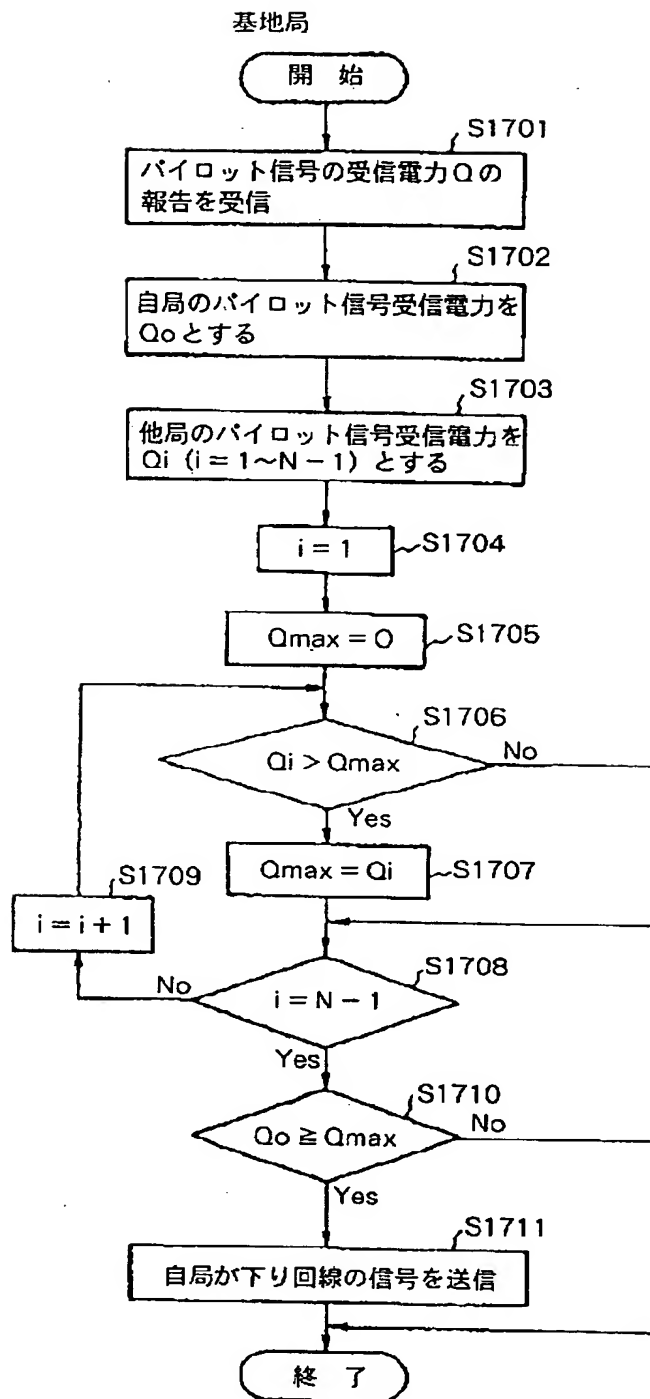 基地局
開 始
S1701
パイロット信号の受信電力Qの
報告を受信
S1702
自局のパイロット信号受信電力を
Qoとする
S1703
他局のパイロット信号受信電力を
Qi (i=1~N-1) とする
i = 1
S1704
Qmax = 0
S1705
S1706
Qi > Qmax
No
Yes
Qmax = Qi
S1707
S1709
i = i + 1
S1708
i = N - 1
No
Yes
S1710
Qo ≧ Qmax
No
Yes
S1711
自局が下り回線の信号を送信
終 了